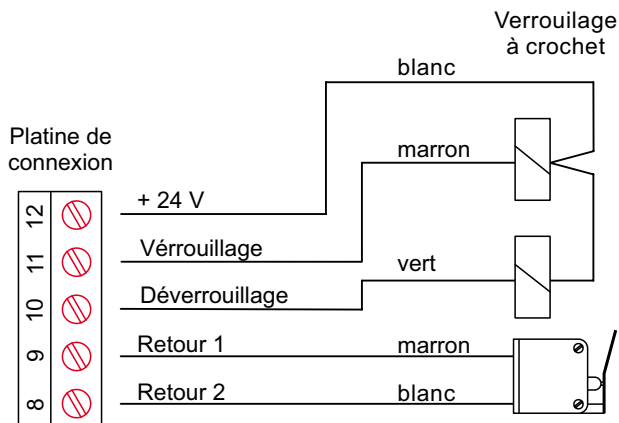 Verrouilage
à crochet
blanc
Platine de
connexion
marron
12
+ 24 V
11
Vérrouillage
vert
10
Déverrouillage
9
Retour 1
marron
8
Retour 2
blanc